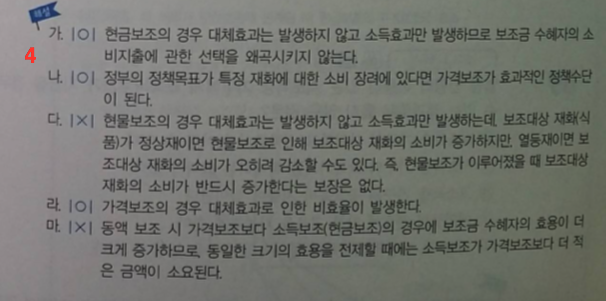 해설
가. |O| 현금보조의 경우 대체효과는 발생하지 않고 소득효과만 발생하므로 보조금 수혜자의 소
4
비지출에 관한 선택을 왜곡시키지 않는다.
나. |O| 정부의 정책목표가 특정 재화에 대한 소비 장려에 있다면 가격보조가 효과적인 정책수단
이 된다.
다. |X| 현물보조의 경우 대체효과는 발생하지 않고 소득효과만 발생하는데, 보조대상 재화(식
품)가 정상재이면 현물보조로 인해 보조대상 재화의 소비가 증가하지만, 열등재이면 보
조대상 재화의 소비가 오히려 감소할 수도 있다. 즉, 현물보조가 이루어졌을 때 보조대상
재화의 소비가 반드시 증가한다는 보장은 없다.
라. |O| 가격보조의 경우 대체효과로 인한 비효율이 발생한다.
마. |X| 동액 보조 시 가격보조보다 소득보조(현금보조)의 경우에 보조금 수혜자의 효용이 더
크게 증가하므로, 동일한 크기의 효용을 전제할 때에는 소득보조가 가격보조보다 더 적
은 금액이 소요된다.